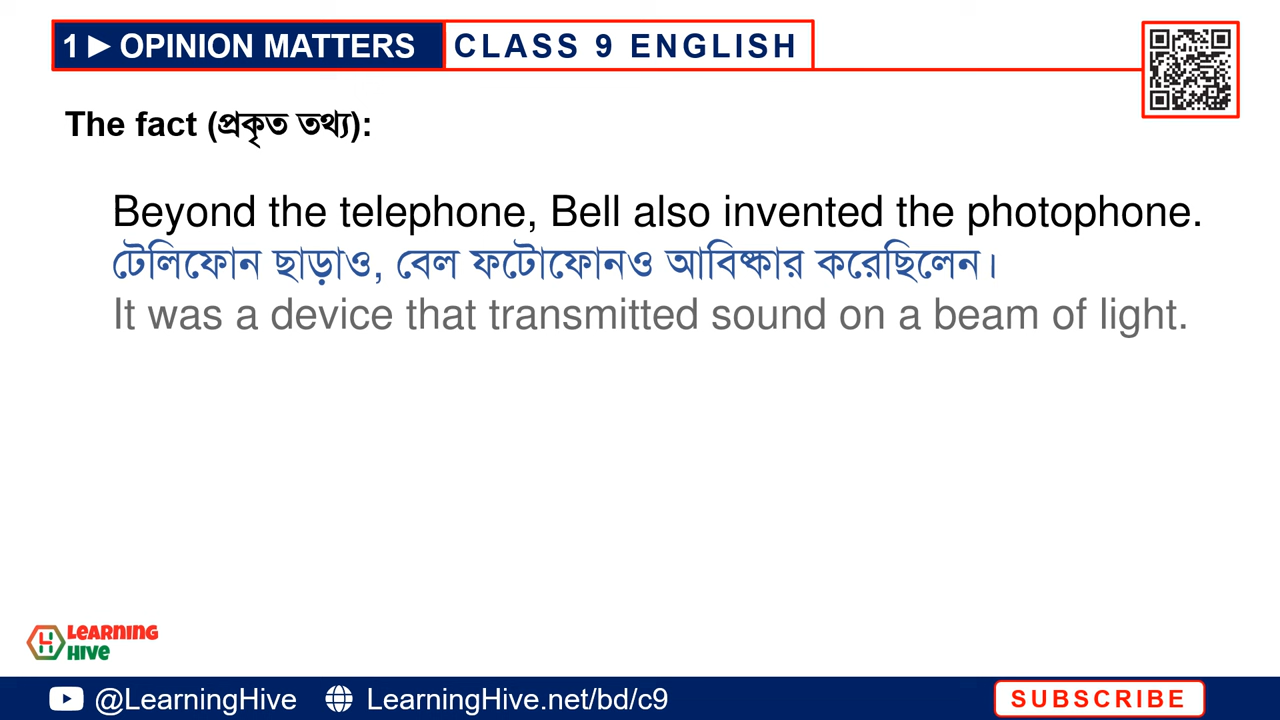 1 ► OPINION MATTERS CLASS 9 ENGLISH
The fact (প্রকৃত তথ্য):
Beyond the telephone, Bell also invented the photophone.
টেলিফোন ছাড়াও, বেল ফটোফোনও আবিষ্কার করেছিলেন।
It was a device that transmitted sound on a beam of light.
LEARNING
HIVE
@LearningHive LearningHive.net/bd/c9 SUBSCRIBE